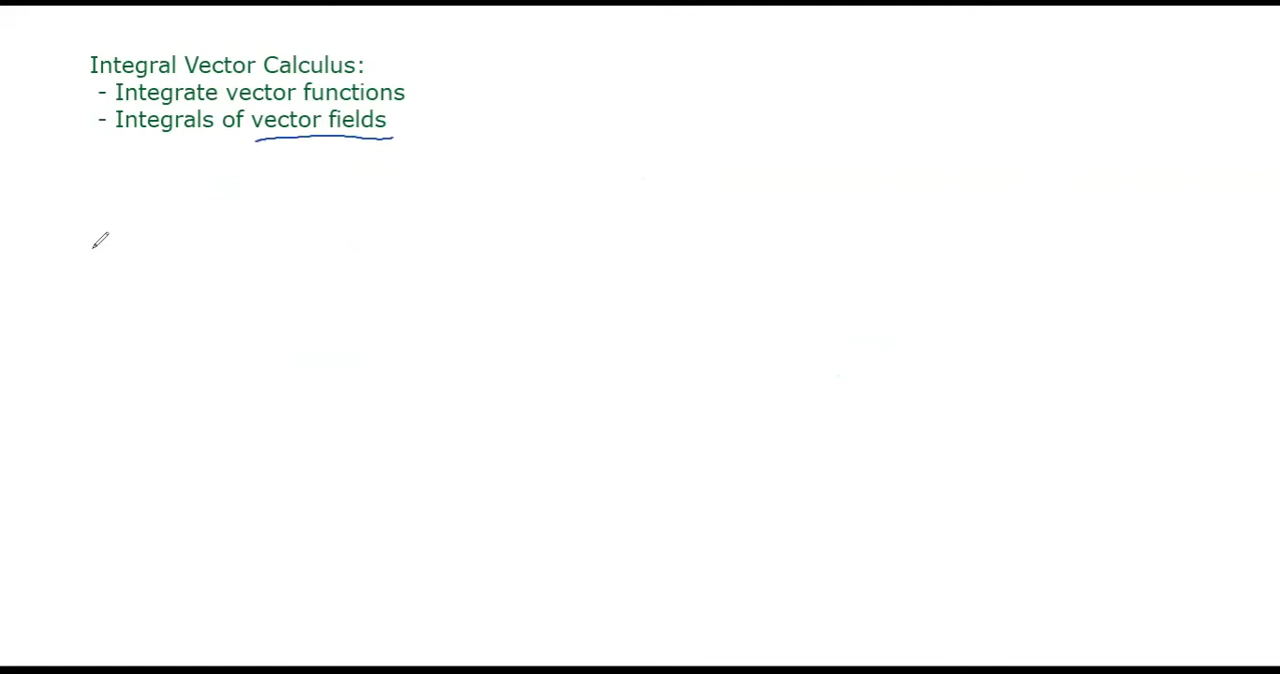 Integral Vector Calculus:
- Integrate vector functions
- Integrals of vector fields